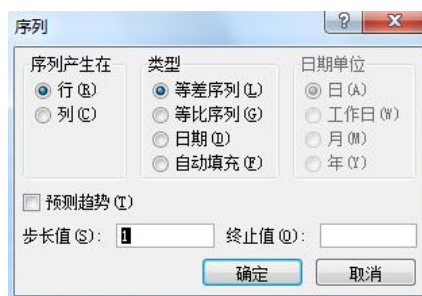 序列
序列产生在 类型 日期单位
行(R) 等差序列(L) 日(A)
列(C) 等比序列(G) 工作日(W)
日期(D) 月(M)
自动填充(F) 年(Y)
预测趋势(T)
步长值(S): 1 终止值(O):
确定 取消